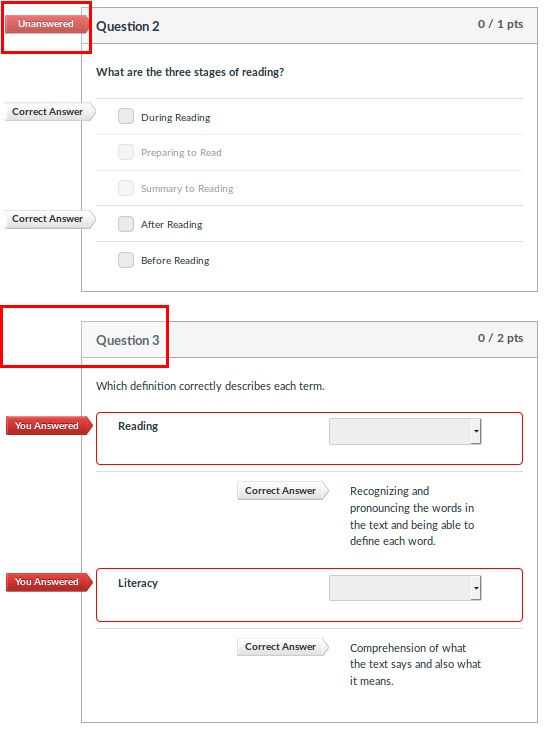 Unanswered
Question 2
0 / 1 pts
What are the three stages of reading?
Correct Answer
During Reading
Preparing to Read
Summary to Reading
Correct Answer
After Reading
Before Reading
Question 3
0 / 2 pts
Which definition correctly describes each term.
You Answered
Reading
Correct Answer
Recognizing and
pronouncing the words in
the text and being able to
define each word.
You Answered
Literacy
Correct Answer
Comprehension of what
the text says and also what
it means.